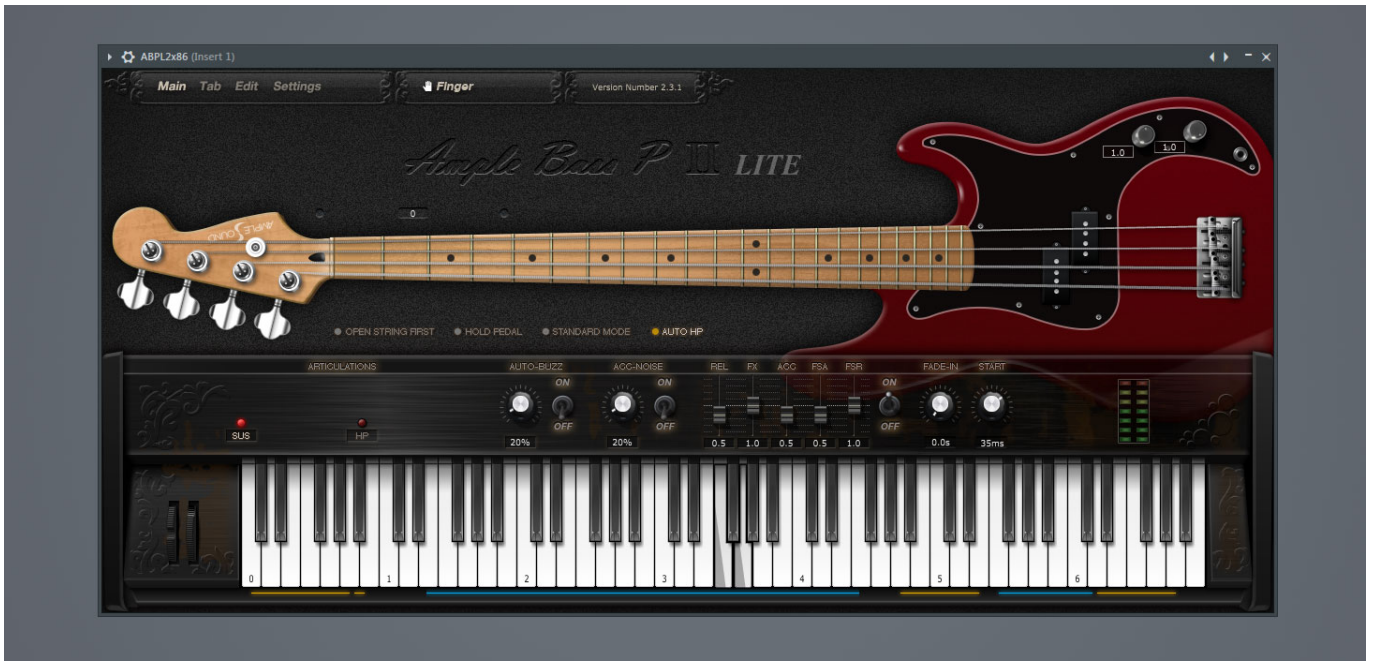 ABPL2x86 (Insert 1)
Main Tab Edit Settings
Finger
Version Number 2.3.1
Ample Bass P II LITE
1.0 1.0
0
AMPLE SOUND
OPEN STRING FIRST HOLD PEDAL STANDARD MODE AUTO HP
ARTICULATIONS AUTO-BUZZ ACC-NOISE REL FX ACC FSA FSR FADE-IN START
ON ON ON
OFF OFF OFF
SUS HP
20% 20% 0.5 1.0 0.5 0.5 1.0 0.0s 35ms
0 1 2 3 4 5 6